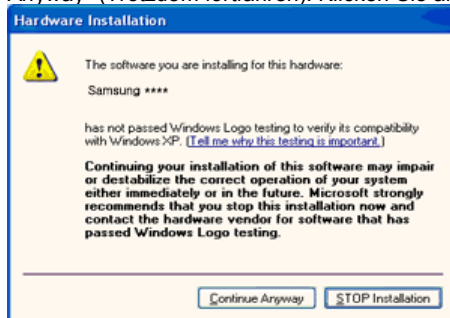 Hardware Installation
The software you are installing for this hardware:
Samsung ****
has not passed Windows Logo testing to verify its compatibility
with Windows XP. (Tell me why this testing is important.)
Continuing your installation of this software may impair
or destabilize the correct operation of your system
either immediately or in the future. Microsoft strongly
recommends that you stop this installation now and
contact the hardware vendor for software that has
passed Windows Logo testing.
Continue Anyway STOP Installation